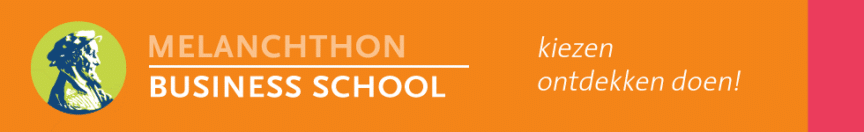 MELANCHTHON
BUSINESS SCHOOL
kiezen
ontdekken doen!